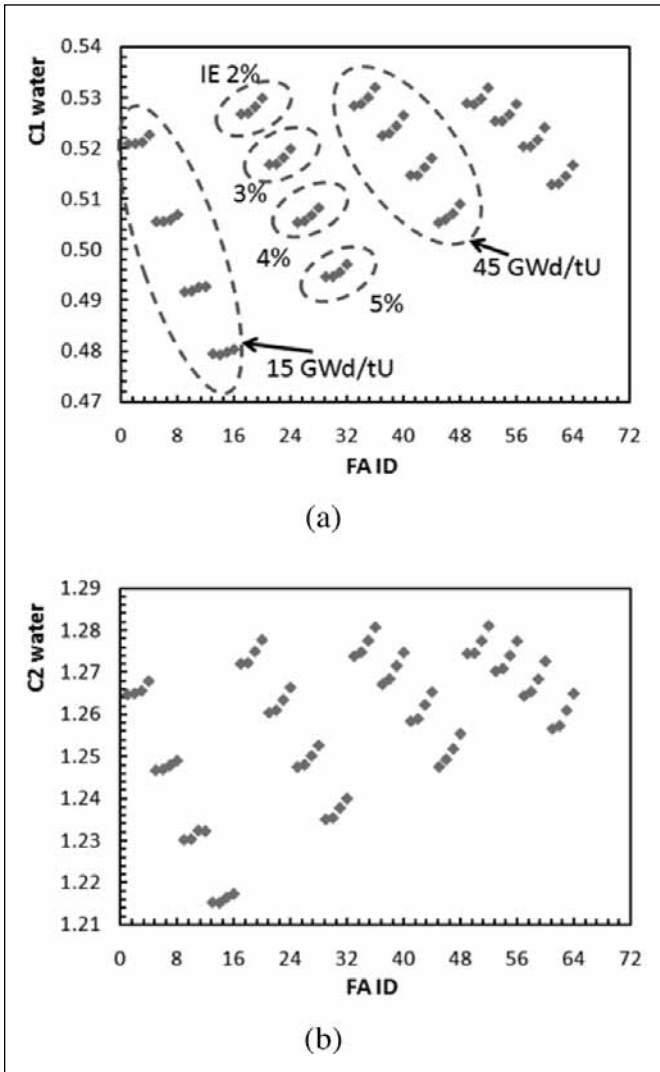 C1 water
0.54
0.53
0.52
0.51
0.50
0.49
0.48
0.47
IE 2%
3%
4%
5%
45 GWd/tU
15 GWd/tU
0 8 16 24 32 40 48 56 64 72
FA ID
(a)
C2 water
1.29
1.28
1.27
1.26
1.25
1.24
1.23
1.22
1.21
0 8 16 24 32 40 48 56 64 72
FA ID
(b)